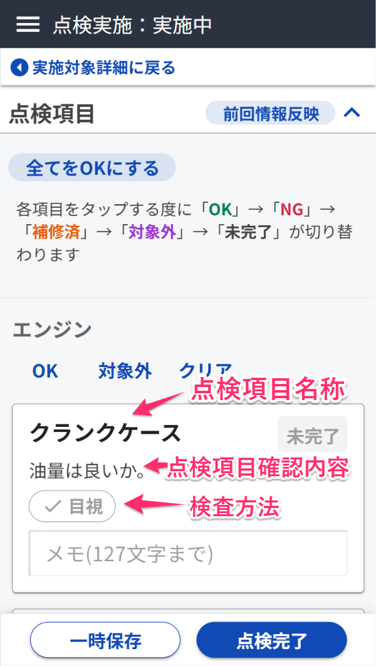 点検実施：実施中
実施対象詳細に戻る
点検項目
前回情報反映
全てをOKにする
各項目をタップする度に「OK」→「NG」→
「補修済」→「対象外」→「未完了」が切り替
わります
エンジン
OK 対象外 クリア
点検項目名称
クランクケース
未完了
油量は良いか。
点検項目確認内容
目視
検査方法
メモ(127文字まで)
一時保存
点検完了